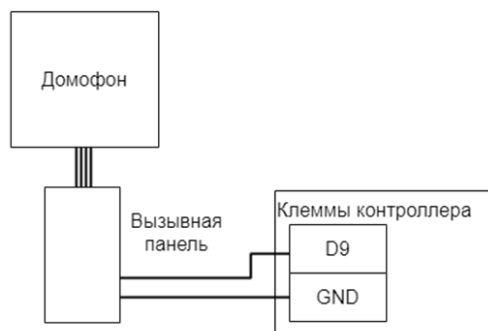 Домофон
Вызывная
панель
Клеммы контроллера
D9
GND